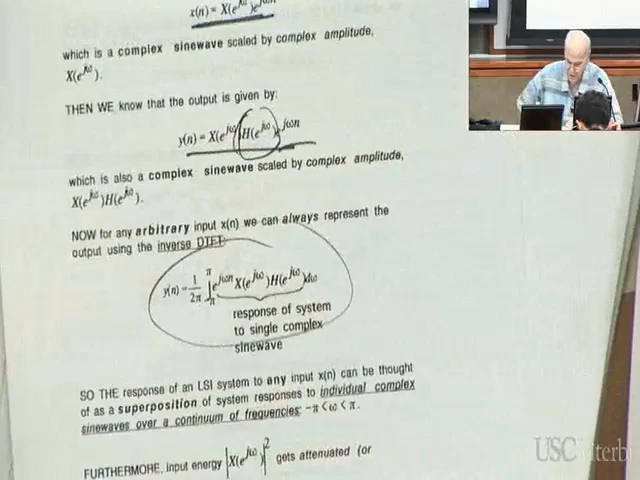 x(n) = X(e^{jω})e^{jωn}
which is a complex sinewave scaled by complex amplitude,
X(e^{jω}).
THEN WE know that the output is given by:
y(n) = X(e^{jω})H(e^{jω})e^{jωn}
which is also a complex sinewave scaled by complex amplitude,
X(e^{jω})H(e^{jω}).
NOW for any arbitrary input x(n) we can always represent the
output using the inverse DTFT
y(n) = \frac{1}{2π} ∫_{-π}^{π} e^{jωn} X(e^{jω})H(e^{jω})dω
response of system
to single complex
sinewave
SO THE response of an LSI system to any input x(n) can be thought
of as a superposition of system responses to individual complex
sinewaves over a continuum of frequencies: -π < ω < π.
FURTHERMORE, input energy |X(e^{jω})|^2 gets attenuated (or
USC Viterbi